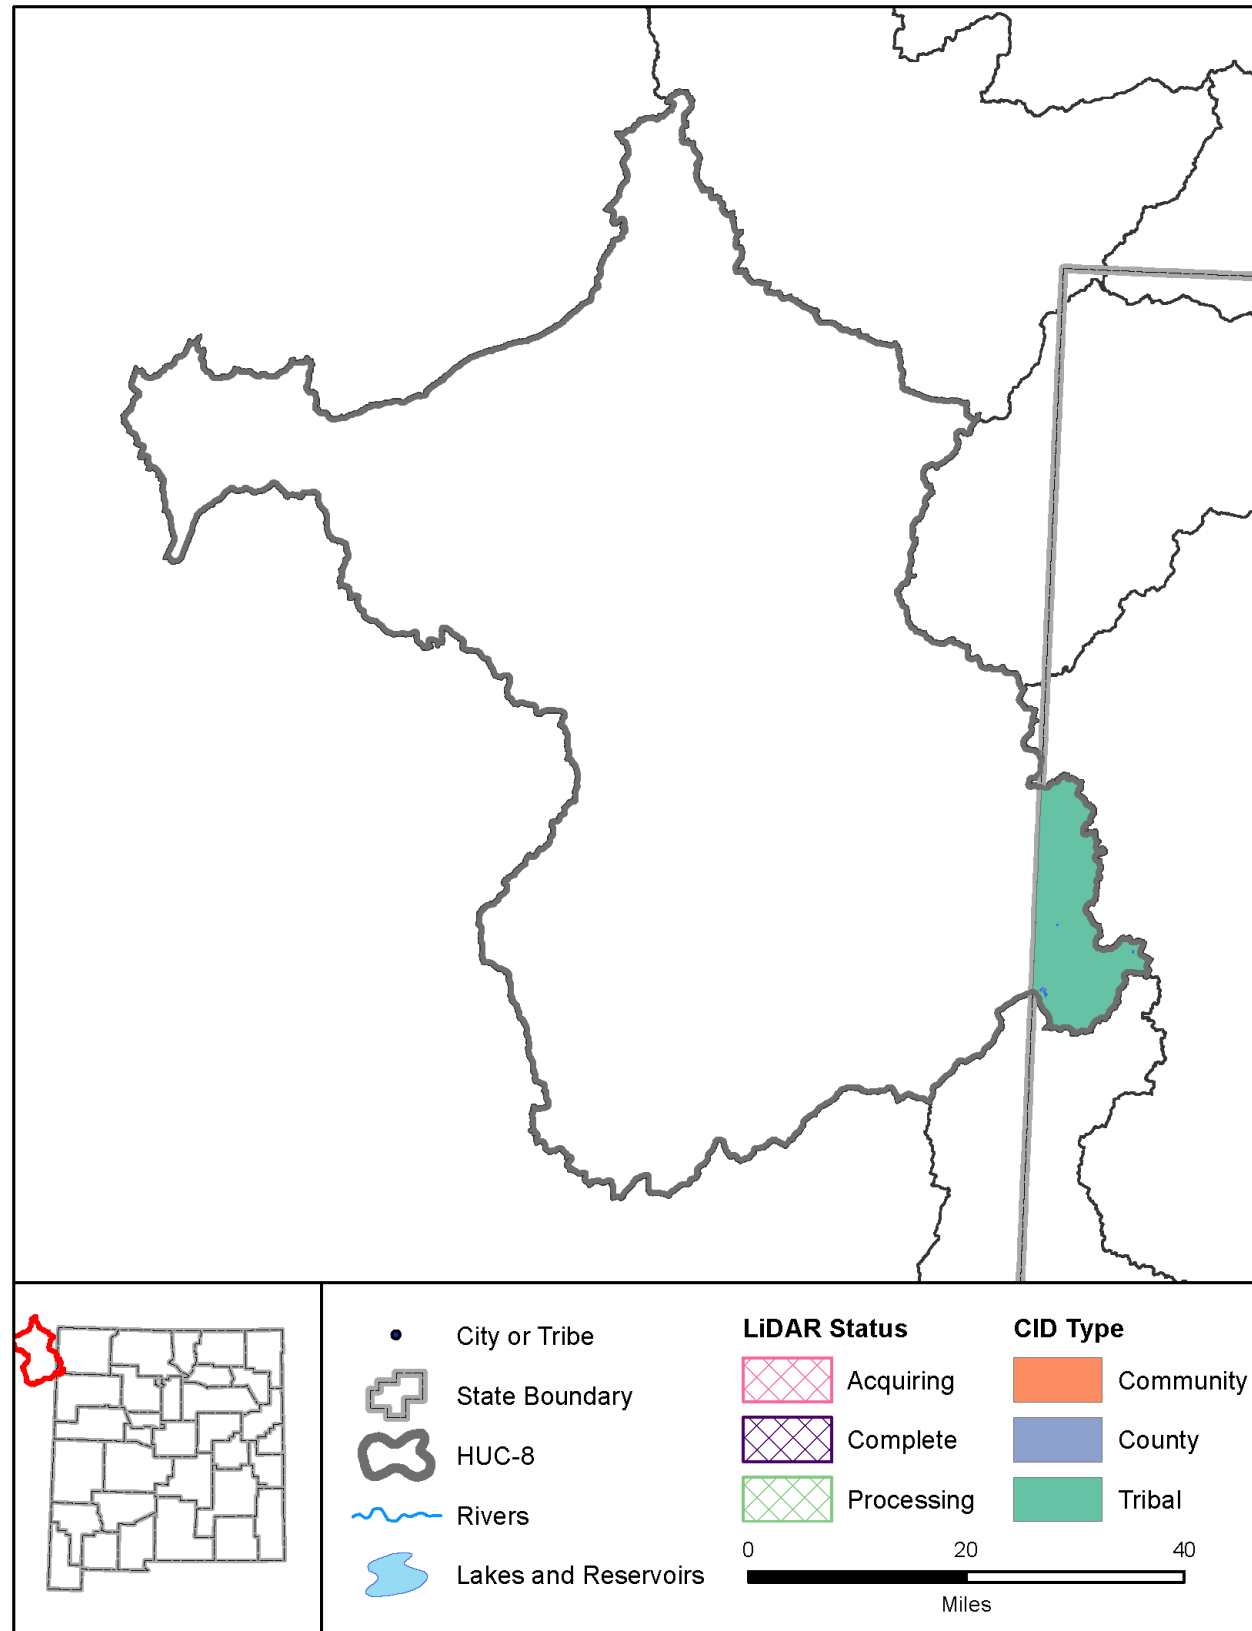 City or Tribe
State Boundary
HUC-8
Rivers
Lakes and Reservoirs
LiDAR Status
Acquiring
Complete
Processing
CID Type
Community
County
Tribal
0 20 40
Miles